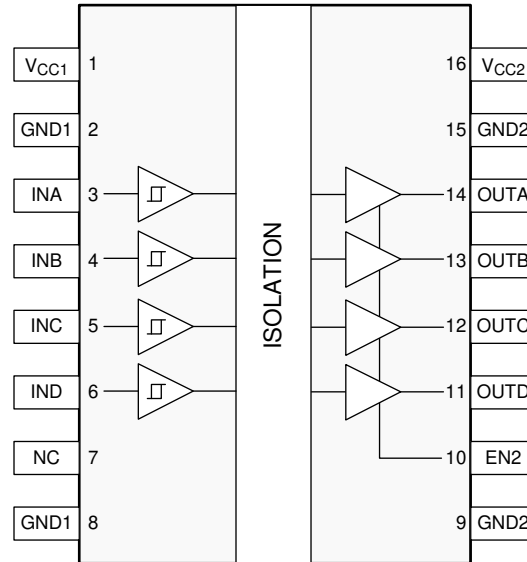 VCC1 1 16 VCC2
GND1 2 15 GND2
INA 3 14 OUTA
INB 4 13 OUTB
INC 5 12 OUTC
IND 6 11 OUTD
NC 7 10 EN2
GND1 8 9 GND2
ISOLATION